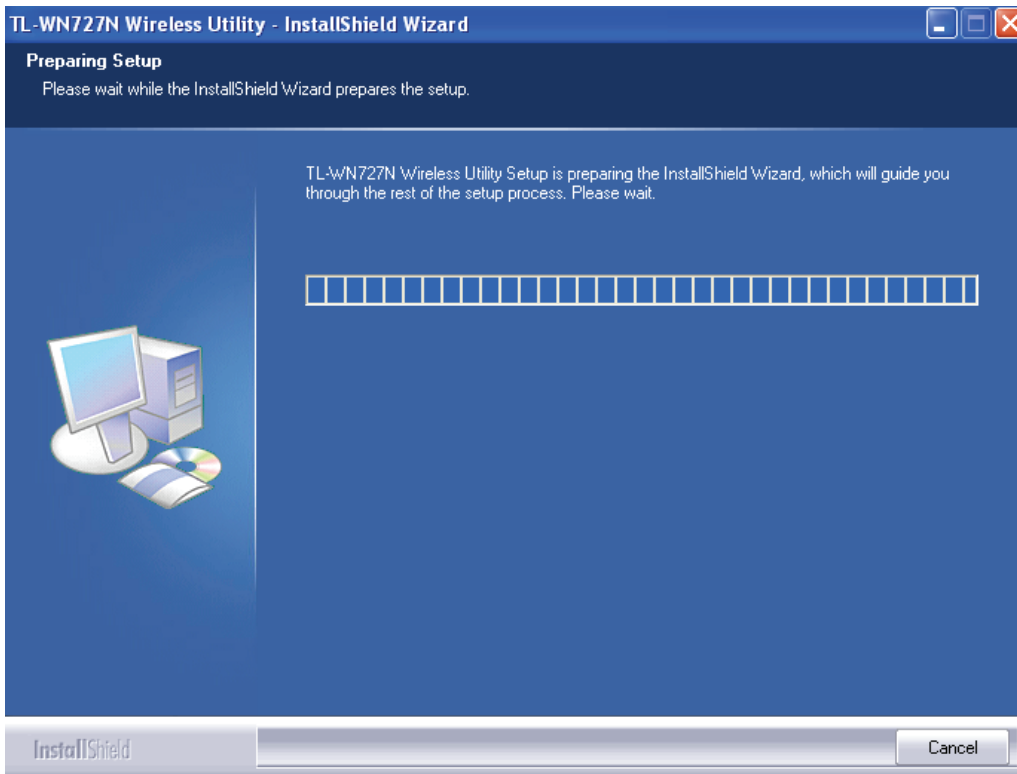 TL-WN727N Wireless Utility - InstallShield Wizard
Preparing Setup
Please wait while the InstallShield Wizard prepares the setup.
TL-WN727N Wireless Utility Setup is preparing the InstallShield Wizard, which will guide you
through the rest of the setup process. Please wait.
InstallShield
Cancel